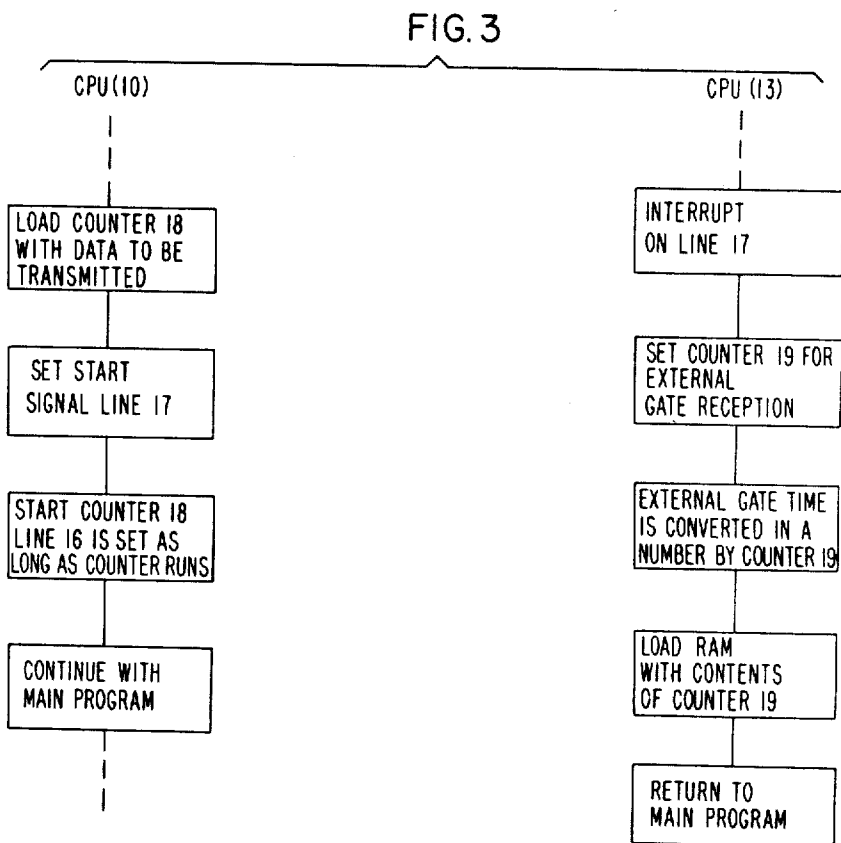 FIG. 3
CPU(10)
LOAD COUNTER 18
WITH DATA TO BE
TRANSMITTED
SET START
SIGNAL LINE 17
START COUNTER 18
LINE 16 IS SET AS
LONG AS COUNTER RUNS
CONTINUE WITH
MAIN PROGRAM
CPU (13)
INTERRUPT
ON LINE 17
SET COUNTER 19 FOR
EXTERNAL
GATE RECEPTION
EXTERNAL GATE TIME
IS CONVERTED IN A
NUMBER BY COUNTER 19
LOAD RAM
WITH CONTENTS
OF COUNTER 19
RETURN TO
MAIN PROGRAM